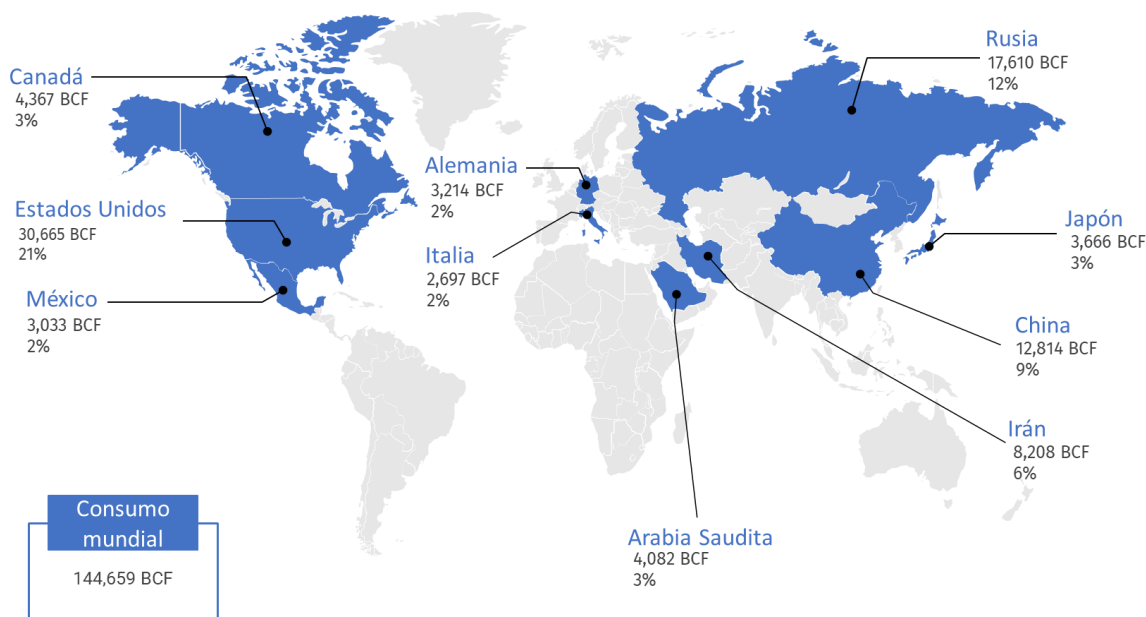 Canadá
4,367 BCF
3%
Estados Unidos
30,665 BCF
21%
México
3,033 BCF
2%
Alemania
3,214 BCF
2%
Italia
2,697 BCF
2%
Rusia
17,610 BCF
12%
Japón
3,666 BCF
3%
China
12,814 BCF
9%
Irán
8,208 BCF
6%
Arabia Saudita
4,082 BCF
3%
Consumo
mundial
144,659 BCF